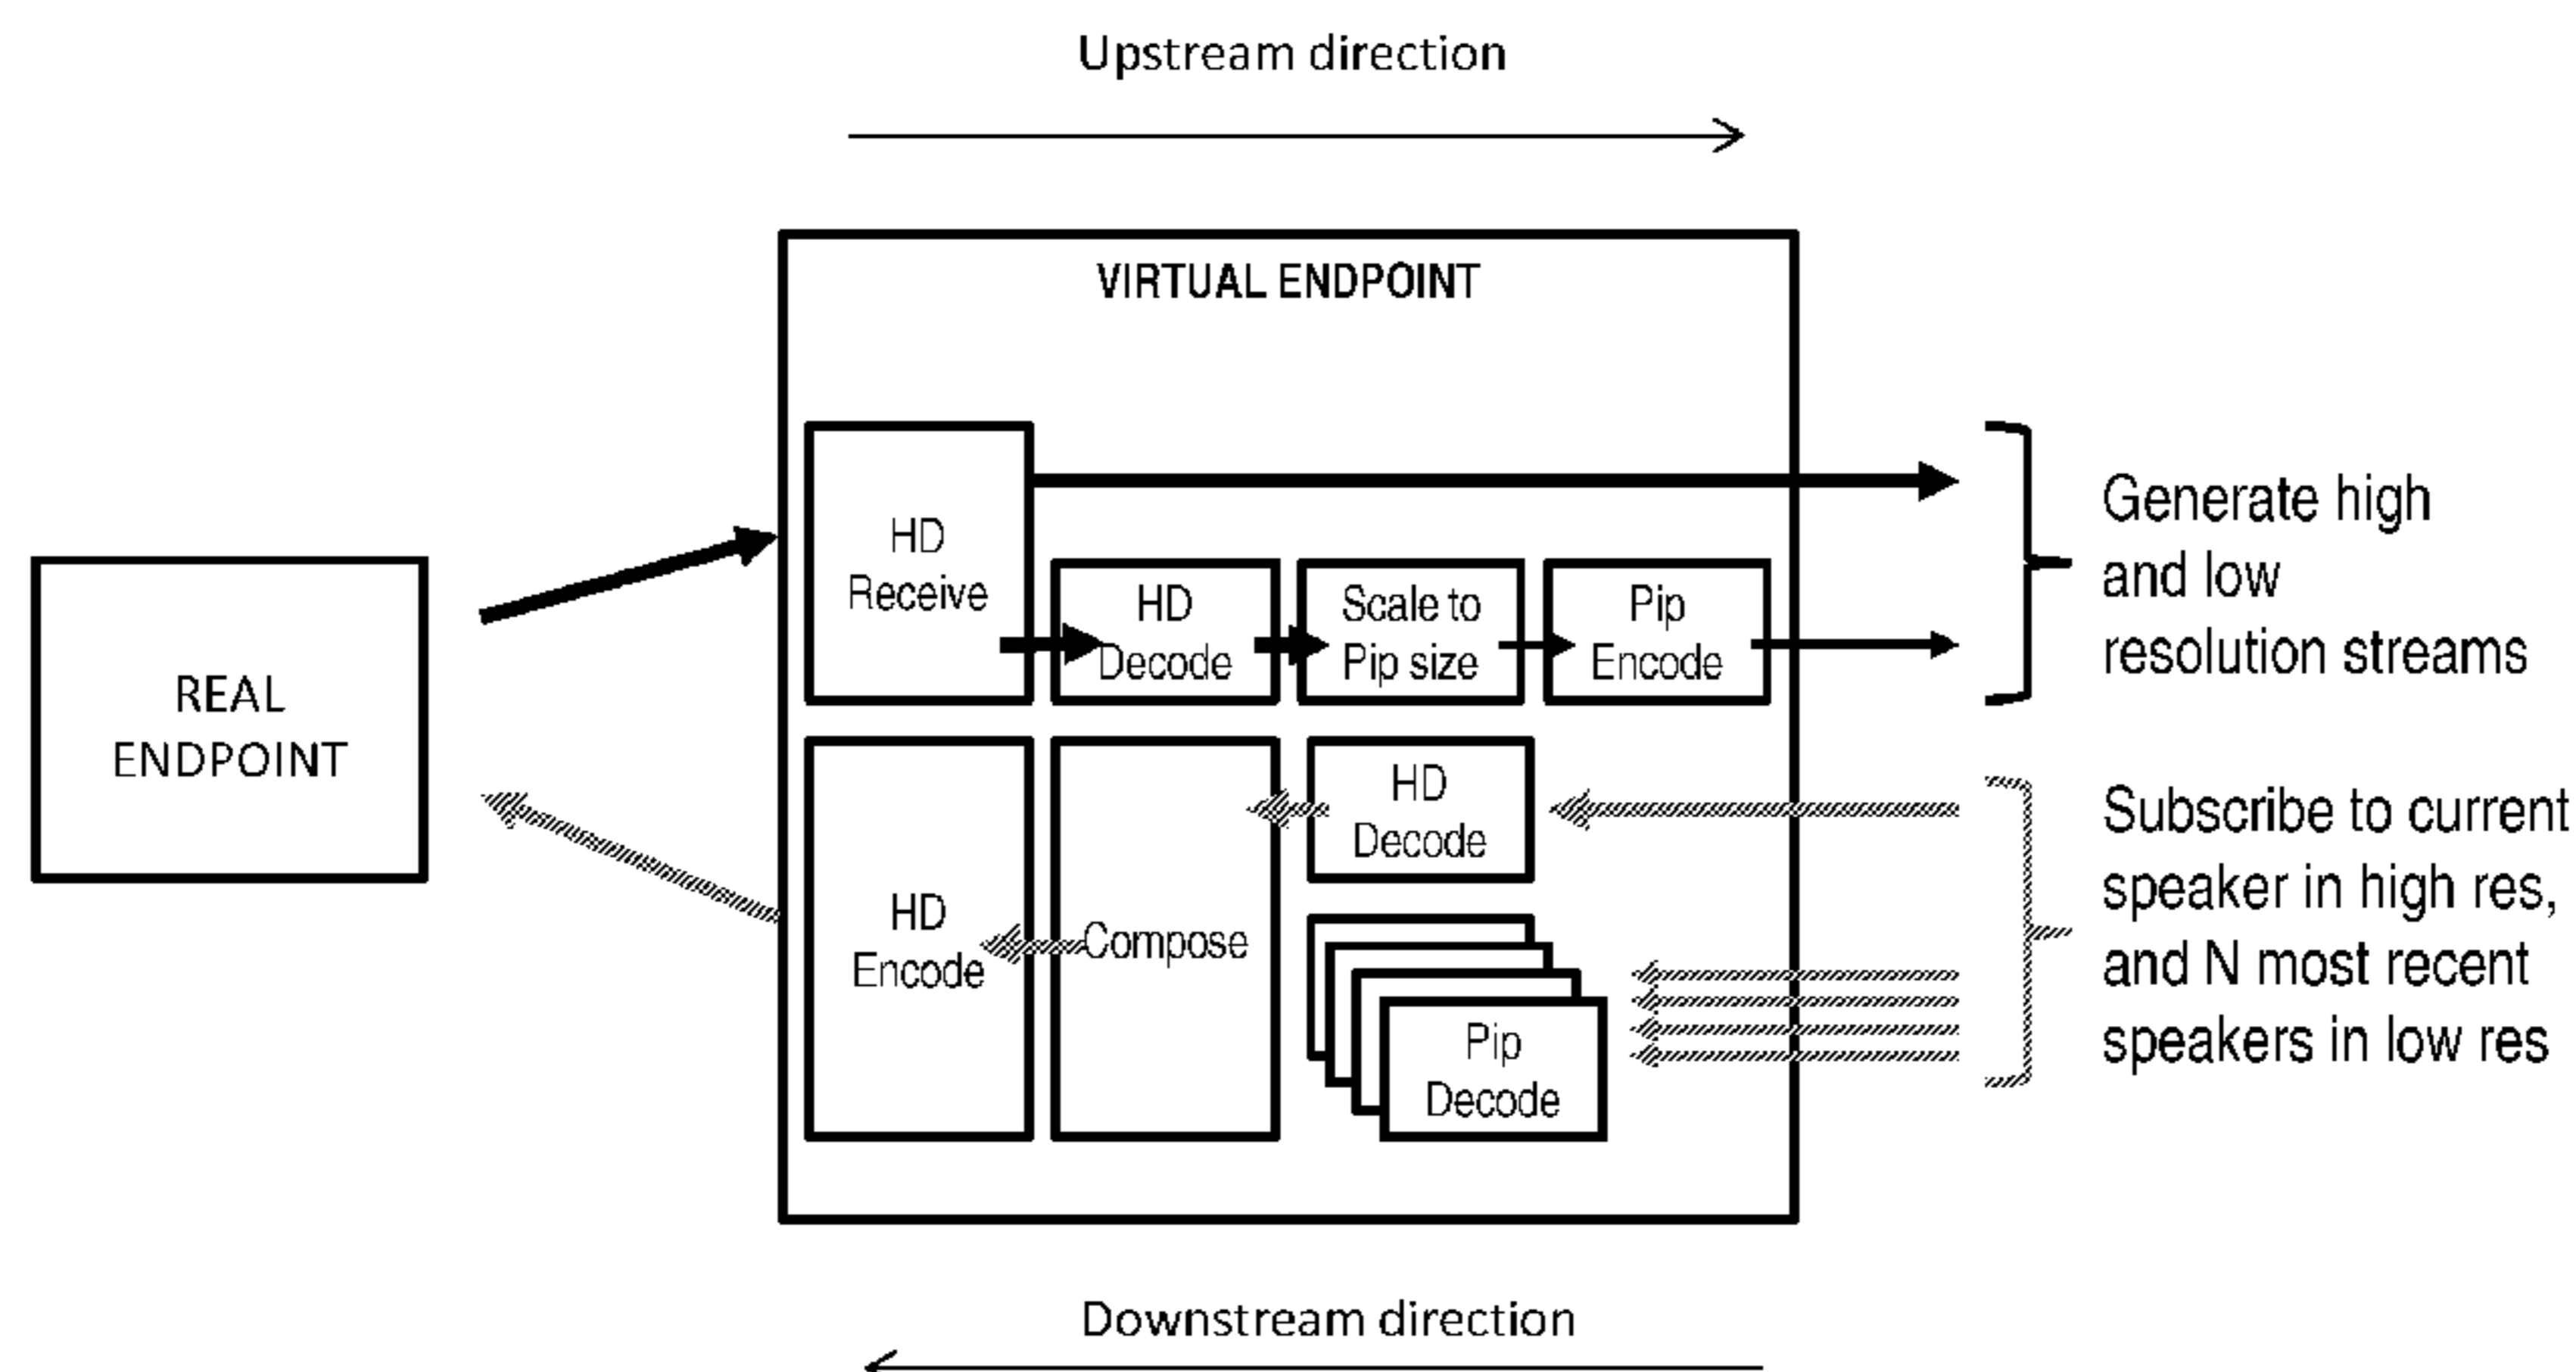 Upstream direction
VIRTUAL ENDPOINT
REAL
ENDPOINT
HD
Receive
HD
Decode
Scale to
Pip size
Pip
Encode
Generate high
and low
resolution streams
HD
Encode
Compose
HD
Decode
Pip
Decode
Subscribe to current
speaker in high res,
and N most recent
speakers in low res
Downstream direction